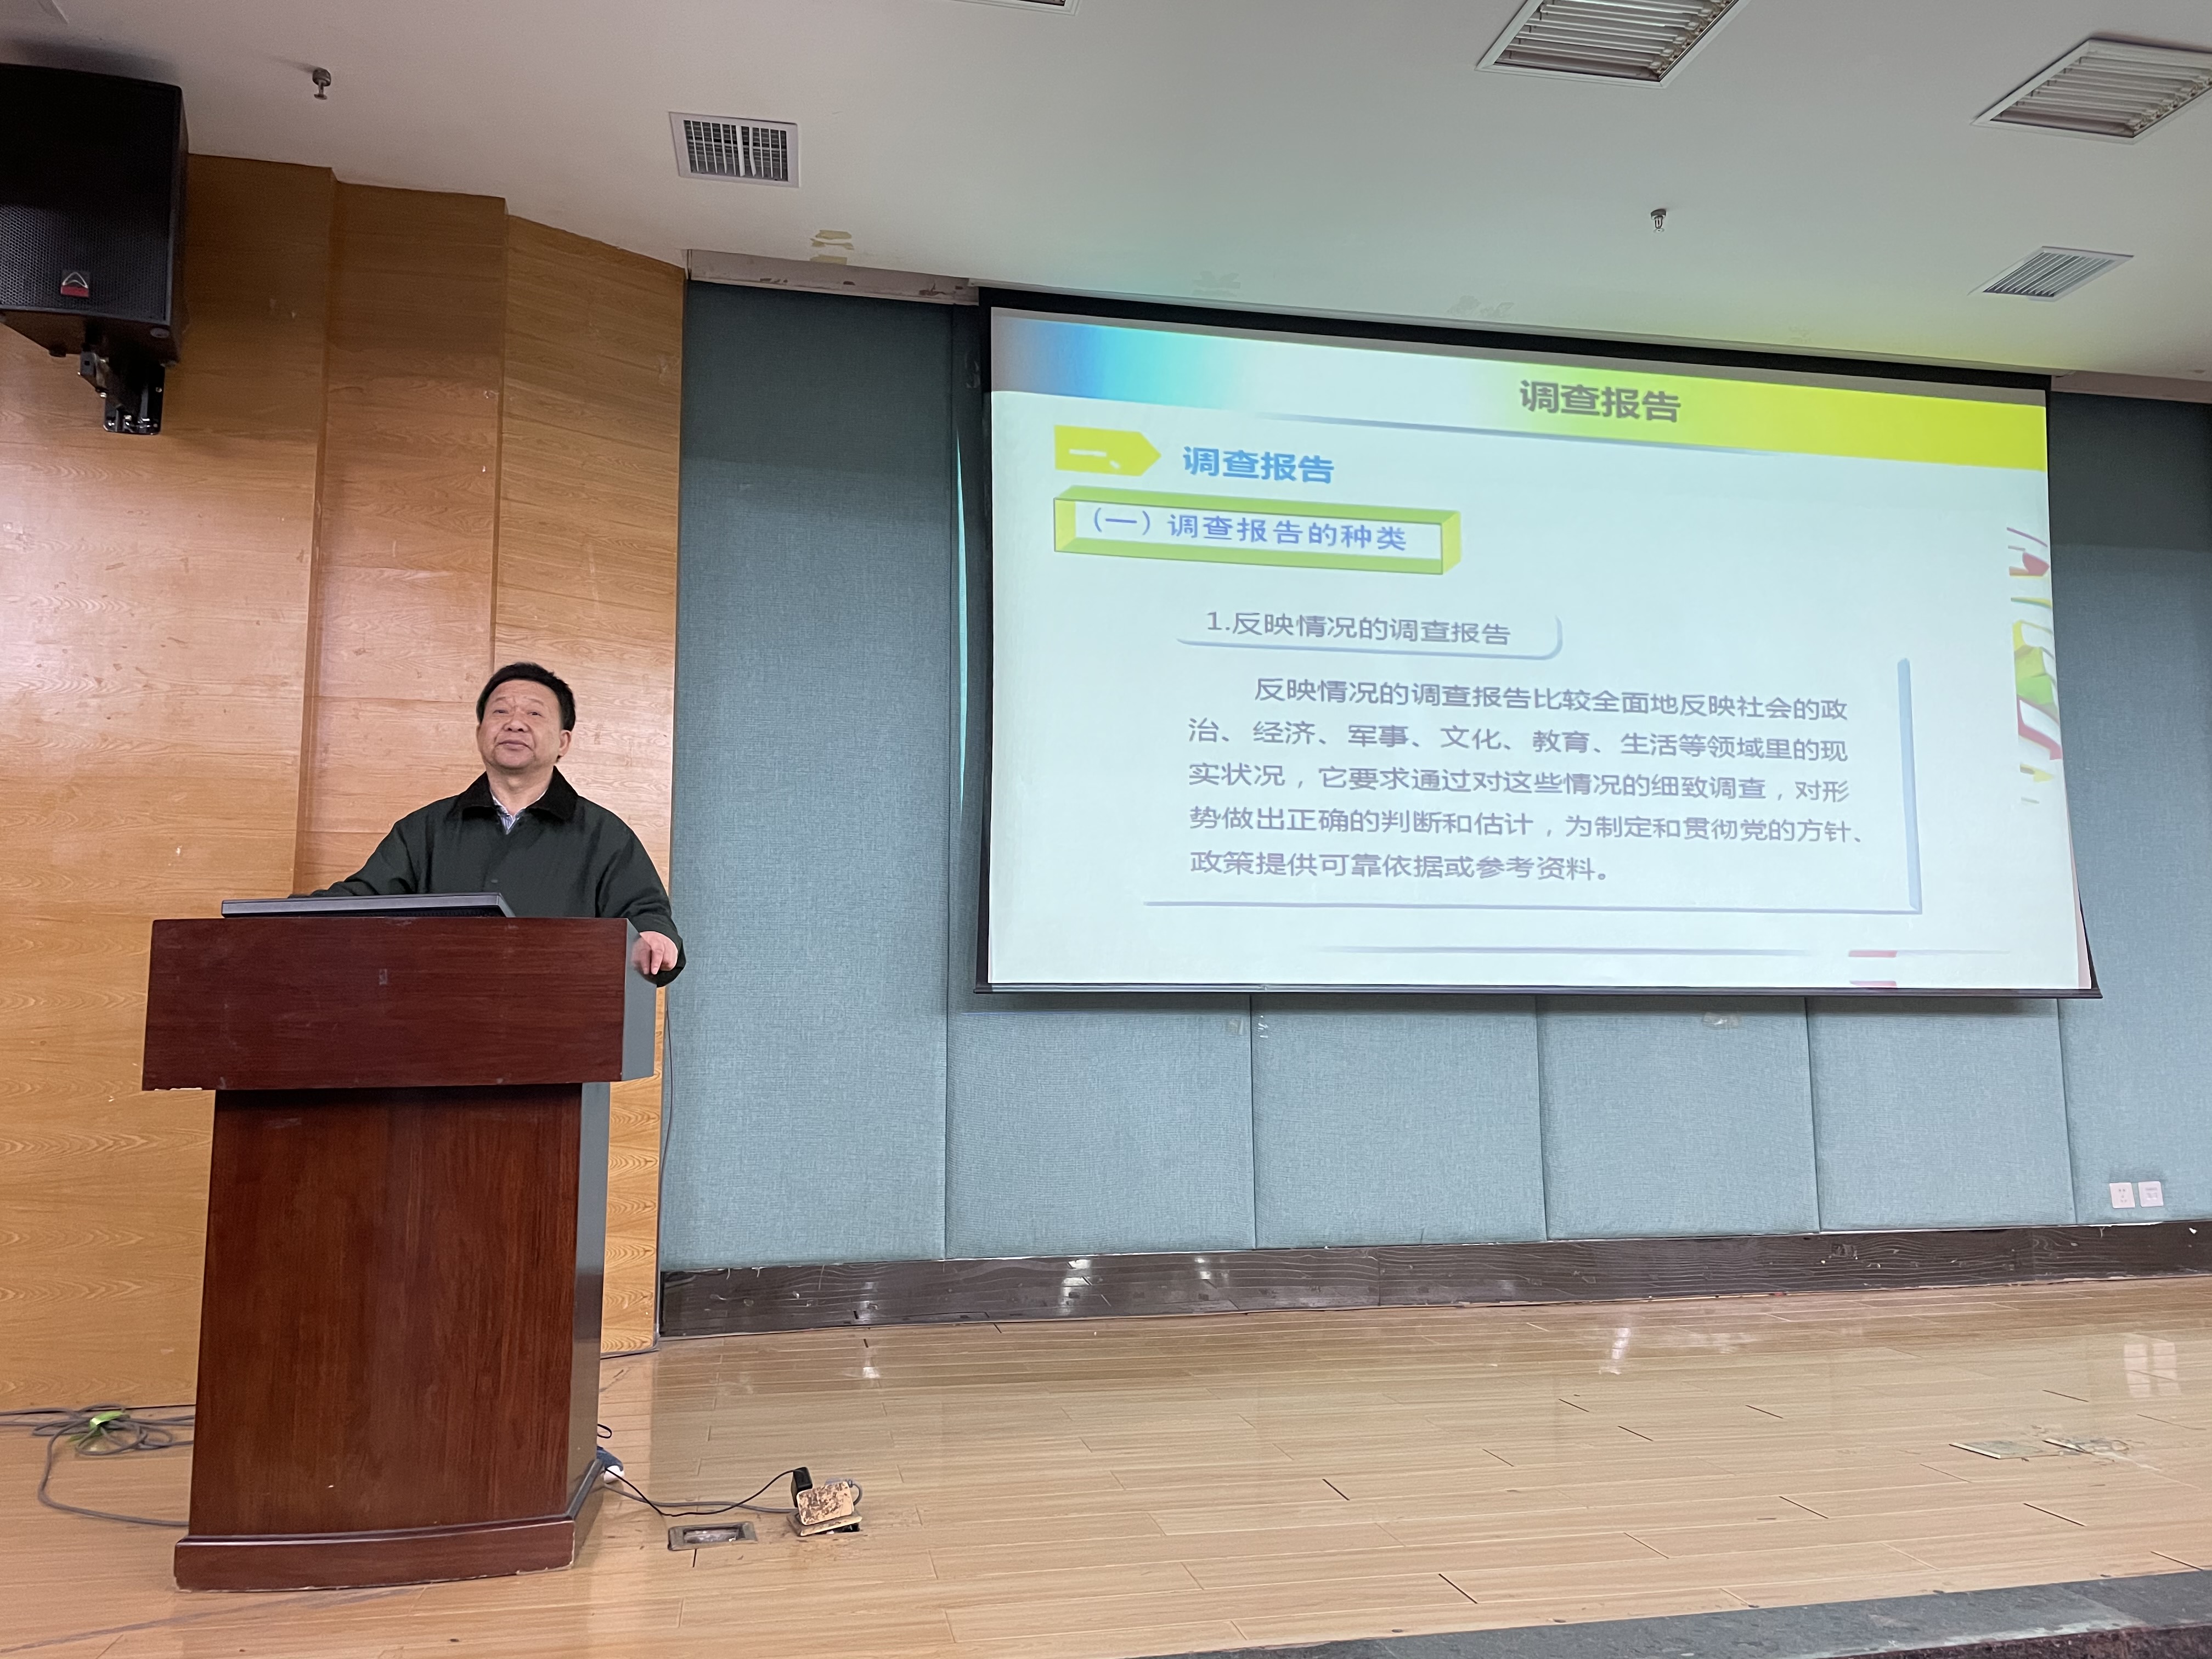 调查报告
一、
调查报告
（一）调查报告的种类
1.反映情况的调查报告
反映情况的调查报告比较全面地反映社会的政
治、经济、军事、文化、教育、生活等领域里的现
实状况，它要求通过对这些情况的细致调查，对形
势做出正确的判断和估计，为制定和贯彻党的方针、
政策提供可靠依据或参考资料。